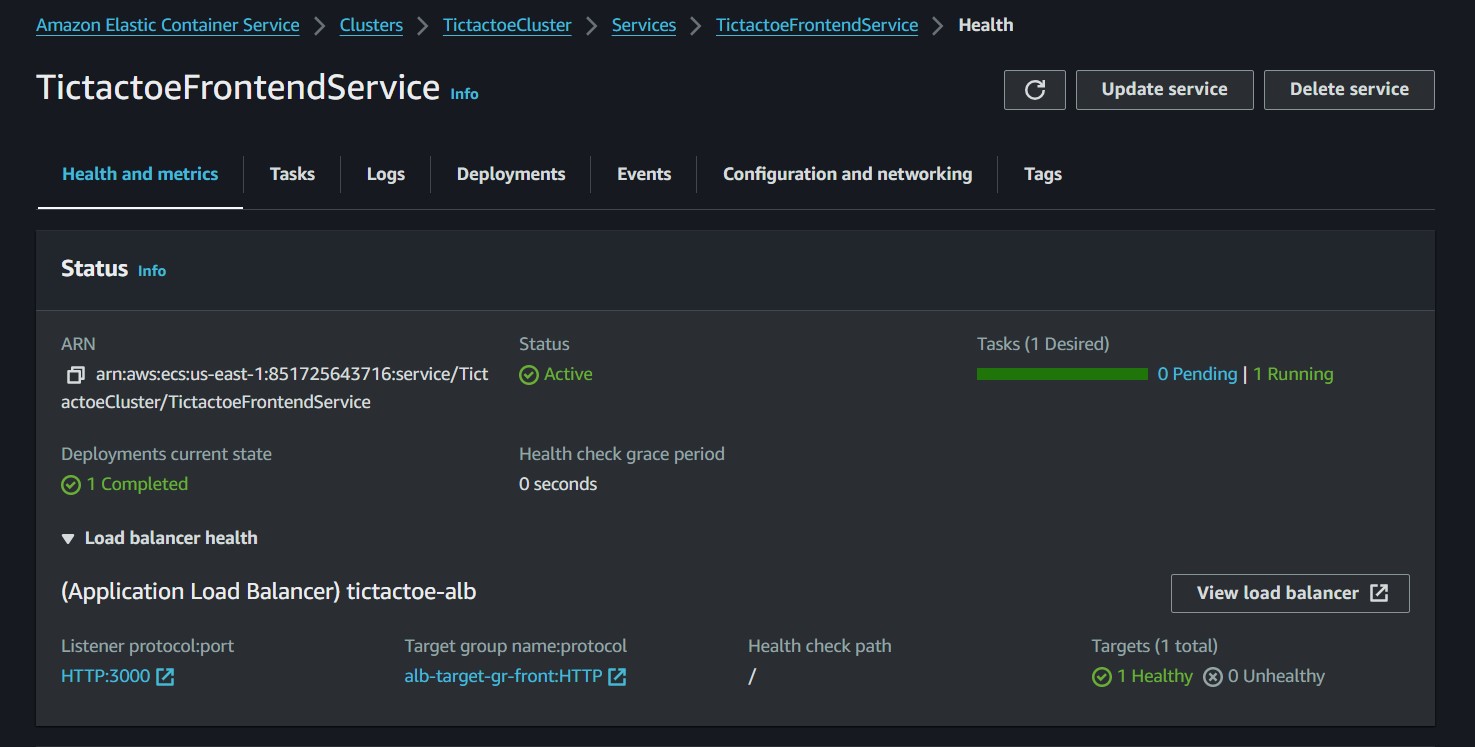 Amazon Elastic Container Service > Clusters > TictactoeCluster > Services > TictactoeFrontendService > Health
TictactoeFrontendService Info
Update service
Delete service
Health and metrics
Tasks
Logs
Deployments
Events
Configuration and networking
Tags
Status Info
ARN
arn:aws:ecs:us-east-1:851725643716:service/Tict
actoeCluster/TictactoeFrontendService
Status
Active
Tasks (1 Desired)
0 Pending | 1 Running
Deployments current state
1 Completed
Health check grace period
0 seconds
Load balancer health
(Application Load Balancer) tictactoe-alb
View load balancer
Listener protocol:port
HTTP:3000
Target group name:protocol
alb-target-gr-front:HTTP
Health check path
/
Targets (1 total)
1 Healthy
0 Unhealthy